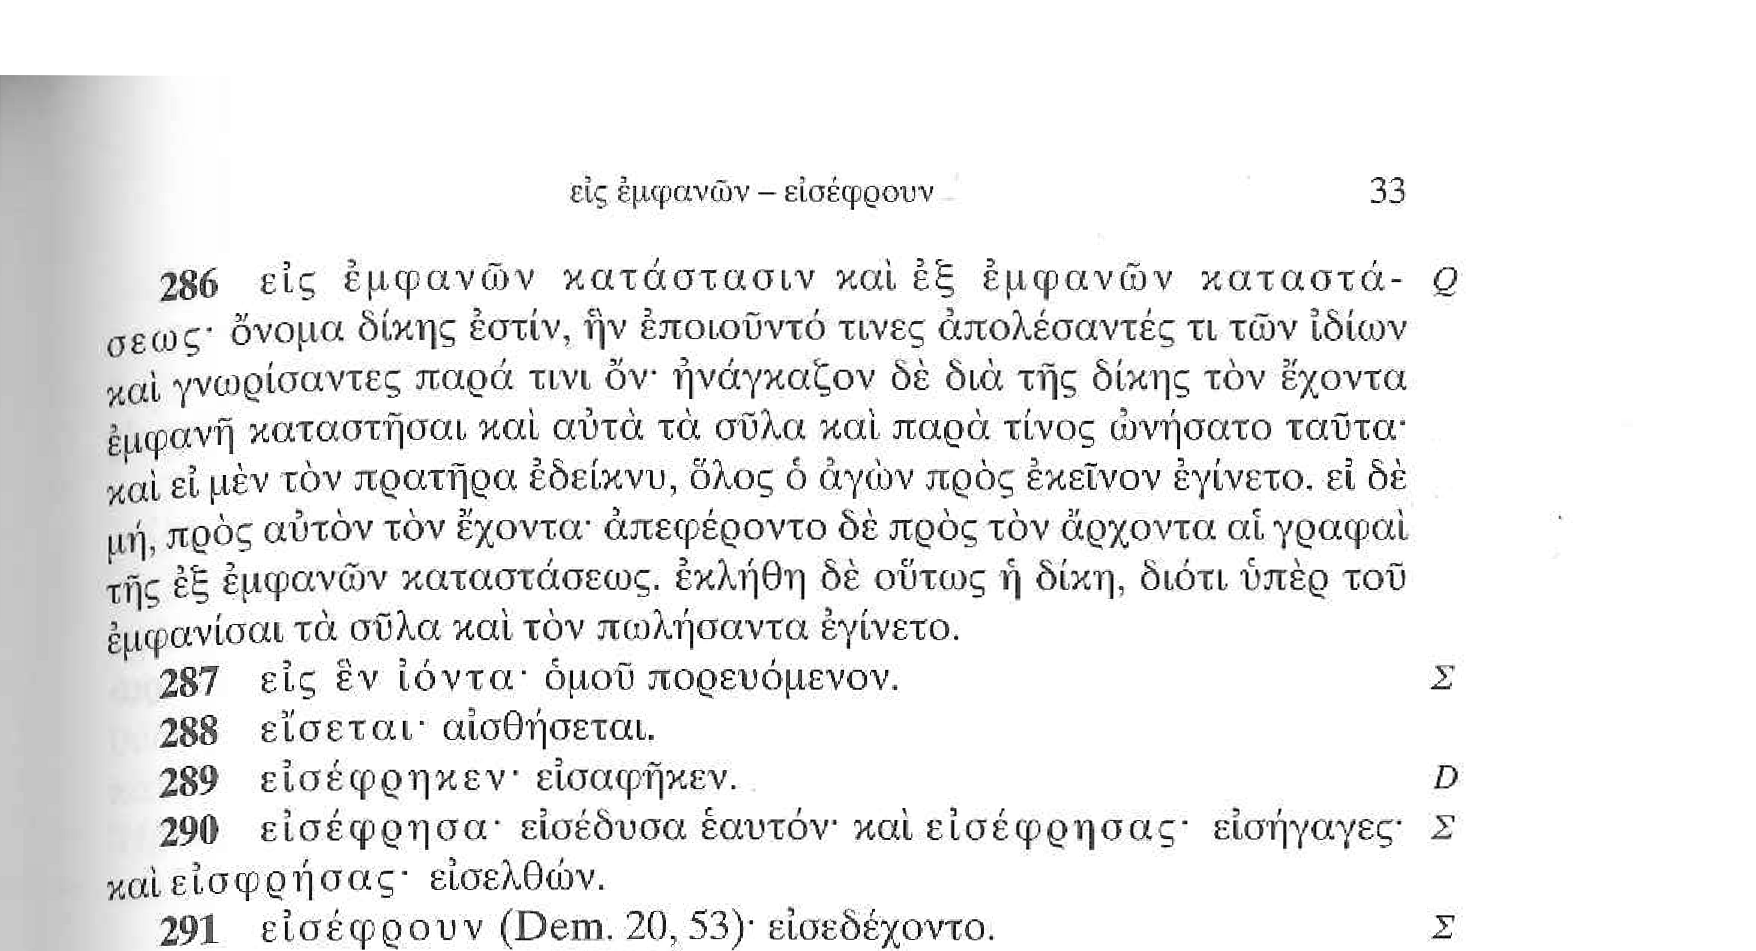 εἰς ἐμφανῶν – εἰσέφρουν 33
286 εἰς ἐμφανῶν κατάστασιν καὶ ἐξ ἐμφανῶν καταστά- Q
σεως· ὄνομα δίκης ἐστίν, ἣν ἐποιοῦντό τινες ἀπολέσαντές τι τῶν ἰδίων
καὶ γνωρίσαντες παρά τινι ὄν· ἠνάγκαζον δὲ διὰ τῆς δίκης τὸν ἔχοντα
ἐμφανῆ καταστῆσαι καὶ αὐτὰ τὰ σῦλα καὶ παρὰ τίνος ὠνήσατο ταῦτα·
καὶ εἰ μὲν τὸν πρατῆρα ἐδείκνυ, ὅλος ὁ ἀγὼν πρὸς ἐκεῖνον ἐγίνετο. εἰ δὲ
μή, πρὸς αὐτὸν τὸν ἔχοντα· ἀπεφέροντο δὲ πρὸς τὸν ἄρχοντα αἱ γραφαὶ
τῆς ἐξ ἐμφανῶν καταστάσεως. ἐκλήθη δὲ οὕτως ἡ δίκη, διότι ὑπὲρ τοῦ
ἐμφανίσαι τὰ σῦλα καὶ τὸν πωλήσαντα ἐγίνετο.
287 εἰς ἓν ἰόντα· ὁμοῦ πορευόμενον. Σ
288 εἴσεται· αἰσθήσεται.
289 εἰσέφρηκεν· εἰσαφῆκεν. D
290 εἰσέφρησα· εἰσέδυσα ἑαυτόν· καὶ εἰσέφρησας· εἰσήγαγες· Σ
καὶ εἰσφρήσας· εἰσελθών.
291 εἰσέφρουν (Dem. 20, 53)· εἰσεδέχοντο. Σ